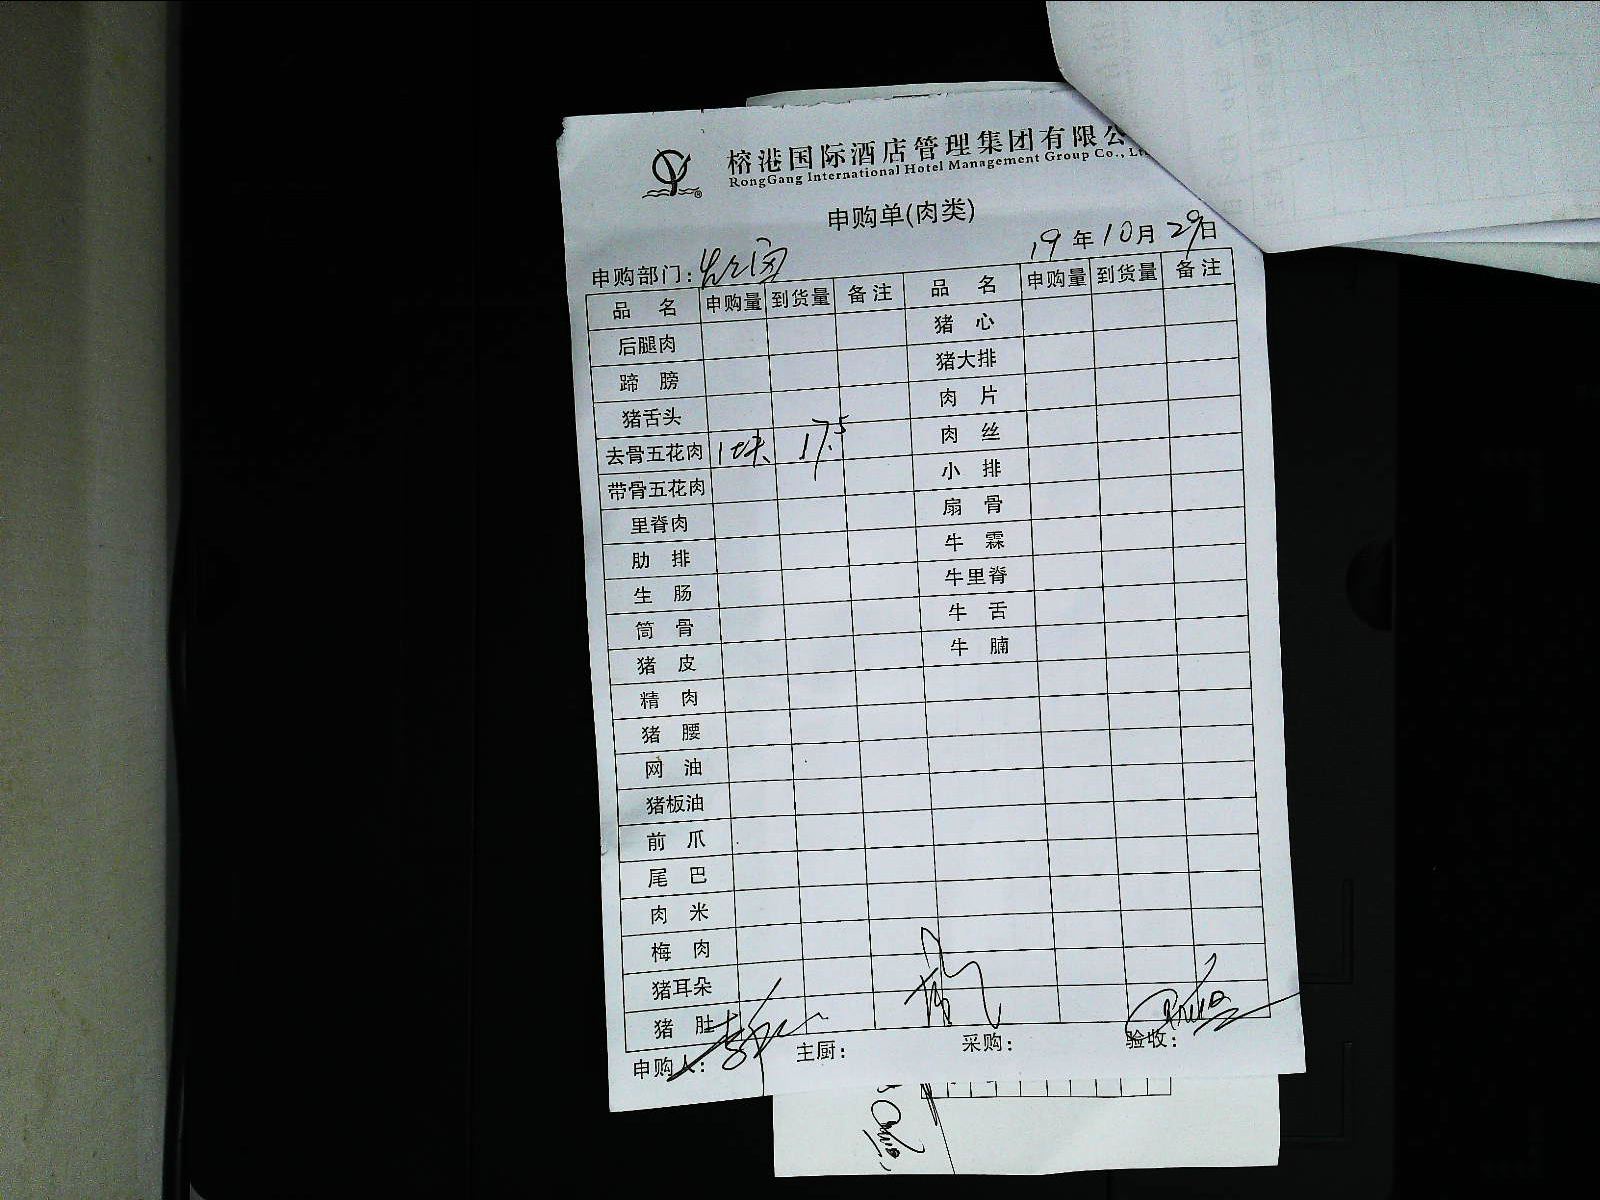 榕港国际酒店管理集团有限公
RongGang International Hotel Management Group Co., Lt
申购单(肉类)
19 年 10 月 29 日
申购部门:
品 名 申购量 到货量 备注 品 名 申购量 到货量 备注
后腿肉 猪 心
蹄 膀 猪大排
猪舌头 肉 片
去骨五花肉 1块 17.5 肉 丝
带骨五花肉 小 排
里脊肉 扇 骨
肋 排 牛 霖
生 肠 牛里脊
筒 骨 牛 舌
猪 皮 牛 腩
精 肉
猪 腰
网 油
猪板油
前 爪
尾 巴
肉 米
梅 肉
猪耳朵
猪 肚
申购人: 主厨: 采购: 验收: